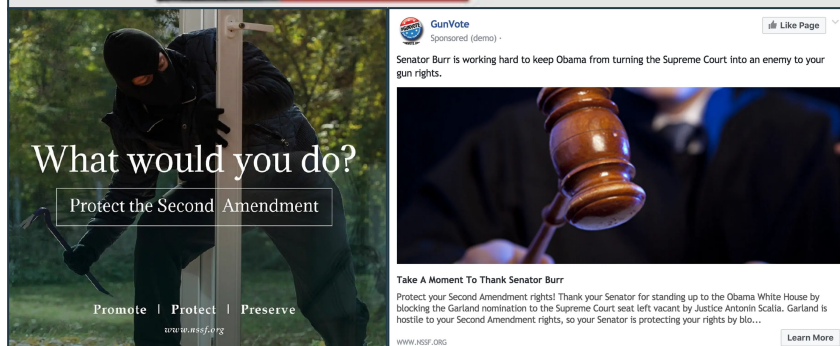 What would you do?
Protect the Second Amendment
Promote | Protect | Preserve
www.nssf.org
GunVote
Sponsored (demo) ·
Like Page
Senator Burr is working hard to keep Obama from turning the Supreme Court into an enemy to your
gun rights.
Take A Moment To Thank Senator Burr
Protect your Second Amendment rights! Thank your Senator for standing up to the Obama White House by
blocking the Garland nomination to the Supreme Court seat left vacant by Justice Antonin Scalia. Garland is
hostile to your Second Amendment rights, so your Senator is protecting your rights by blo...
WWW.NSSF.ORG
Learn More